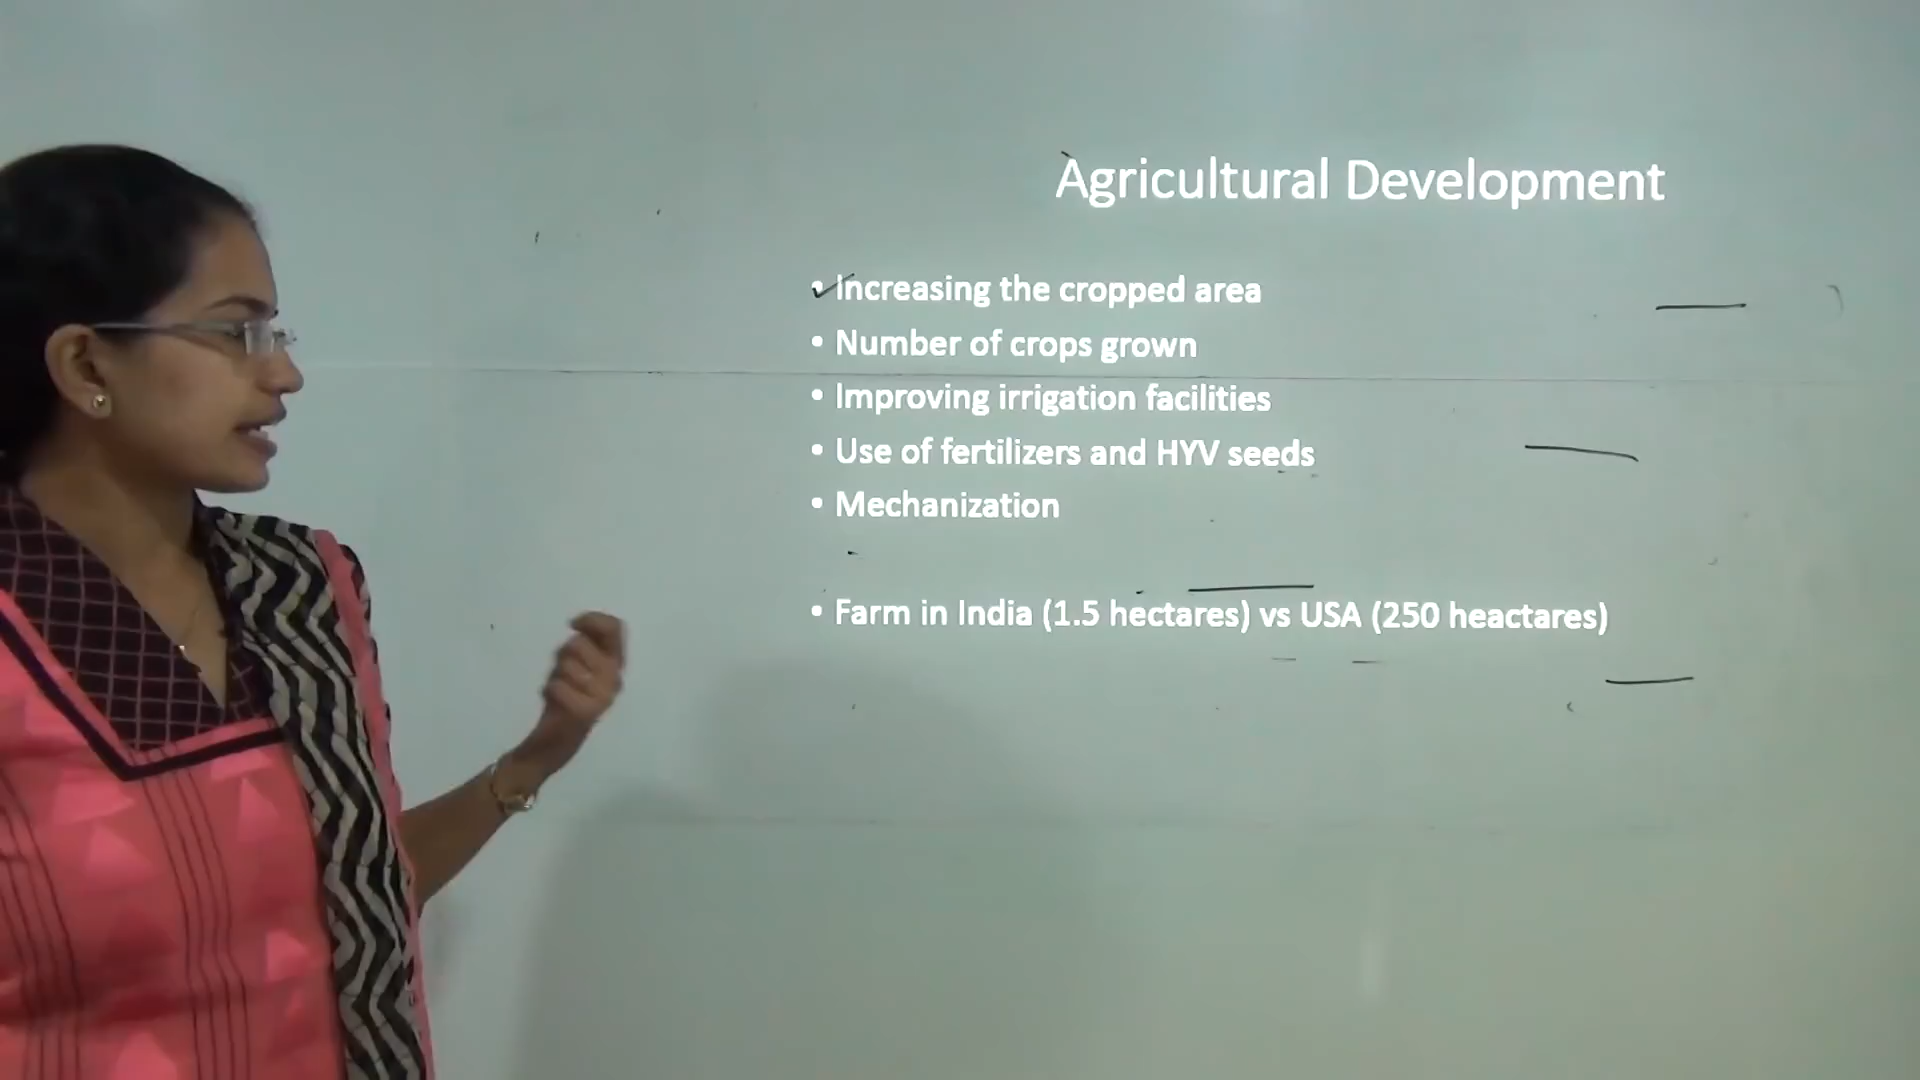 Agricultural Development
• Increasing the cropped area
• Number of crops grown
• Improving irrigation facilities
• Use of fertilizers and HYV seeds
• Mechanization
• Farm in India (1.5 hectares) vs USA (250 heactares)